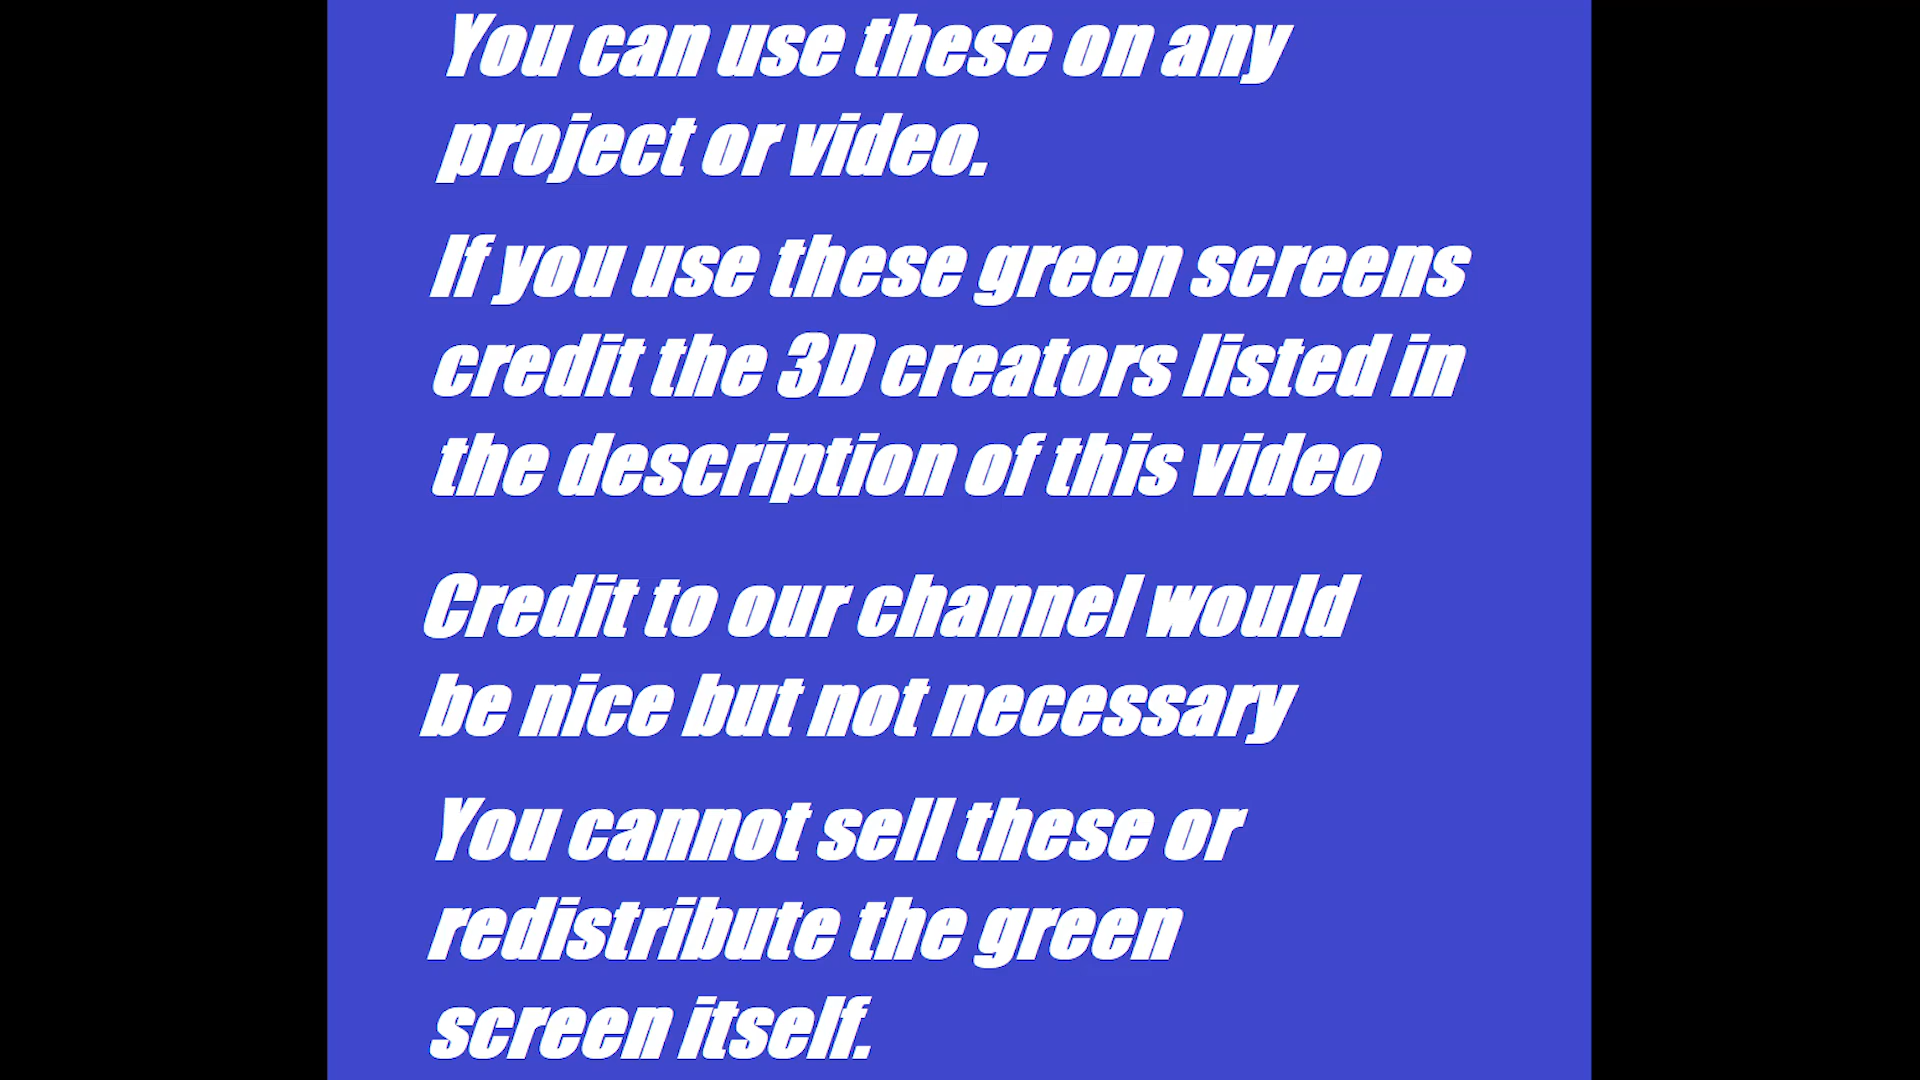 You can use these on any
project or video.
If you use these green screens
credit the 3D creators listed in
the description of this video
Credit to our channel would
be nice but not necessary
You cannot sell these or
redistribute the green
screen itself.